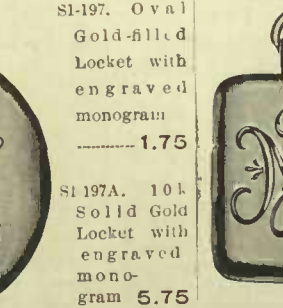 S1-197. Oval
Gold-filled
Locket with
engraved
monogram
---------- 1.75
S1 197A. 10k
Solid Gold
Locket with
engraved
mono-
gram 5.75